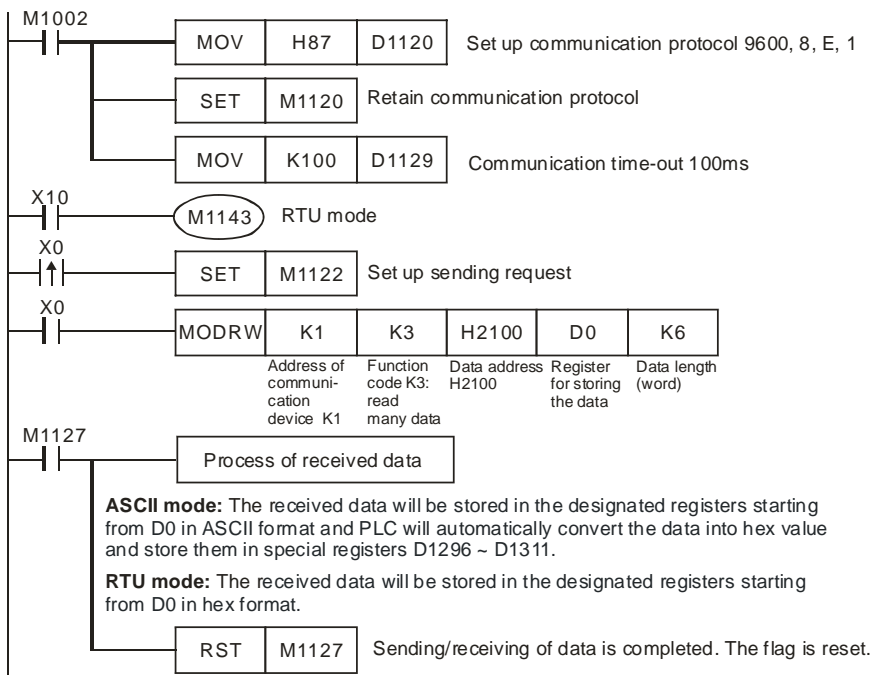 M1002
MOV H87 D1120 Set up communication protocol 9600, 8, E, 1
SET M1120 Retain communication protocol
MOV K100 D1129 Communication time-out 100ms
X10
M1143 RTU mode
X0
SET M1122 Set up sending request
X0
MODRW K1 K3 H2100 D0 K6
Address of communi-cation device K1
Function code K3: read many data
Data address H2100
Register for storing the data
Data length (word)
M1127
Process of received data
ASCII mode: The received data will be stored in the designated registers starting
from D0 in ASCII format and PLC will automatically convert the data into hex value
and store them in special registers D1296 ~ D1311.
RTU mode: The received data will be stored in the designated registers starting
from D0 in hex format.
RST M1127 Sending/receiving of data is completed. The flag is reset.